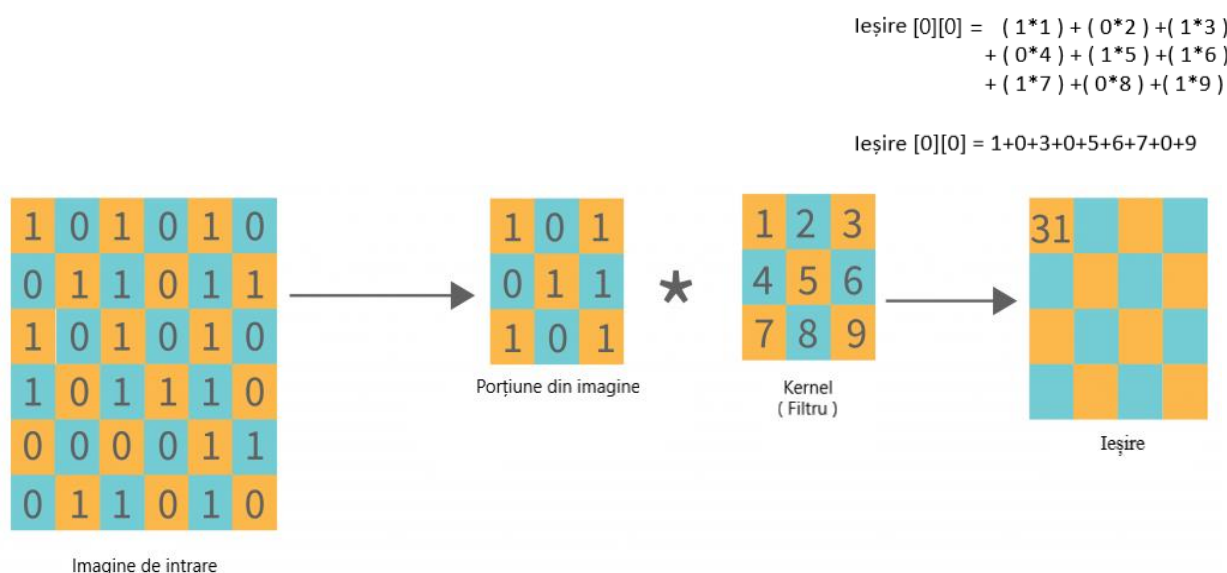 Ieșire [0][0] = ( 1*1 ) + ( 0*2 ) +( 1*3 )
+ ( 0*4 ) + ( 1*5 ) +( 1*6 )
+ ( 1*7 ) +( 0*8 ) +( 1*9 )
Ieșire [0][0] = 1+0+3+0+5+6+7+0+9
1 0 1 0 1 0
0 1 1 0 1 1
1 0 1 0 1 0
1 0 1 1 1 0
0 0 0 0 1 1
0 1 1 0 1 0
Imagine de intrare
1 0 1
0 1 1
1 0 1
Porțiune din imagine
*
1 2 3
4 5 6
7 8 9
Kernel
( Filtru )
31
Ieșire